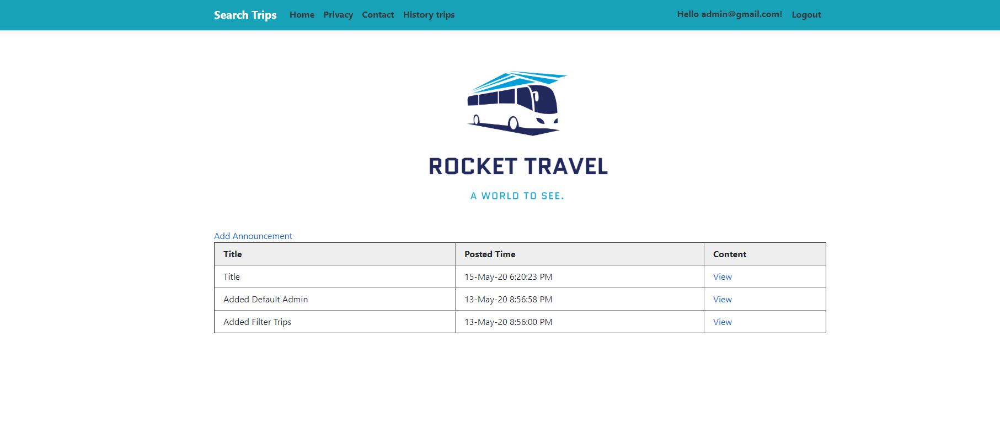 Search Trips Home Privacy Contact History trips Hello admin@gmail.com! Logout
ROCKET TRAVEL
A WORLD TO SEE.
Add Announcement
Title Posted Time Content
Title 15-May-20 6:20:23 PM View
Added Default Admin 13-May-20 8:56:58 PM View
Added Filter Trips 13-May-20 8:56:00 PM View